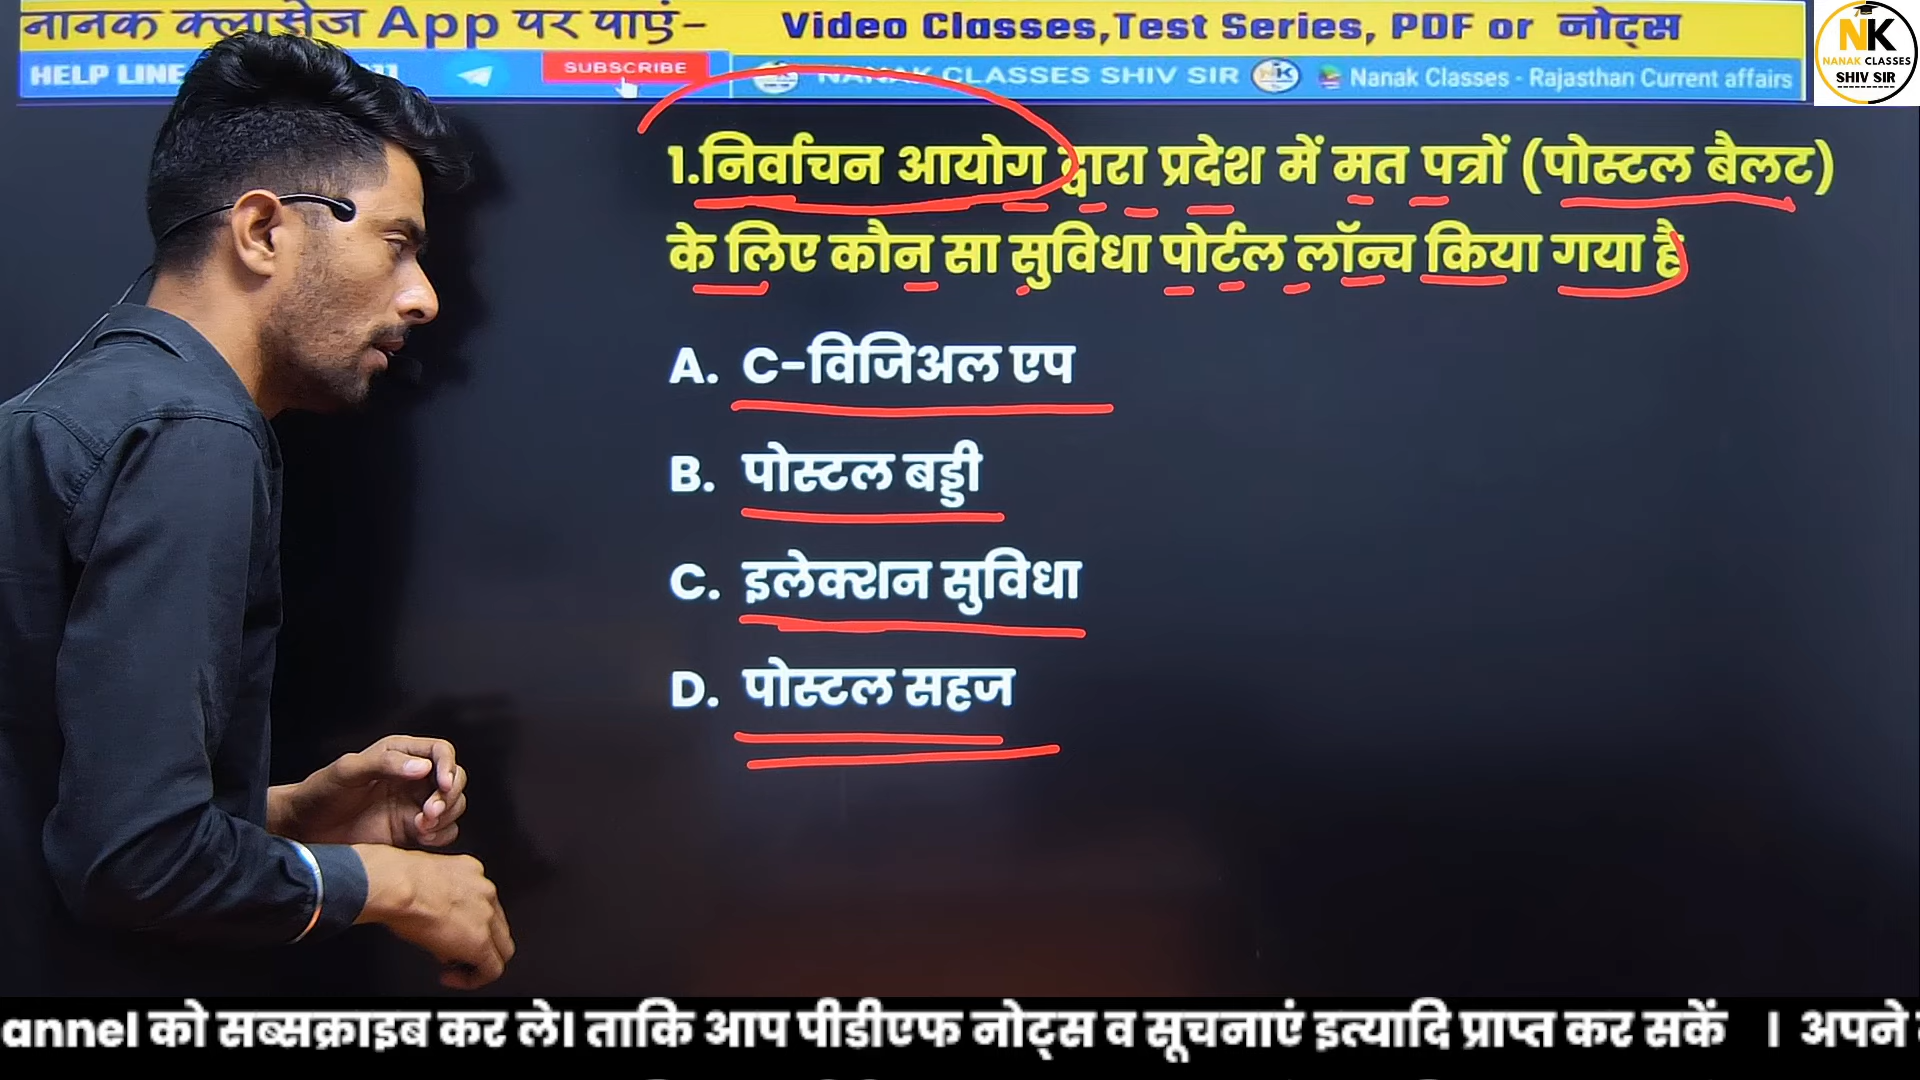 नानक क्लासेज App पर पाएं- Video Classes,Test Series, PDF or नोट्स
HELP LINE
SUBSCRIBE
NANAK CLASSES SHIV SIR
Nanak Classes - Rajasthan Current affairs
NK
NANAK CLASSES
SHIV SIR
1.निर्वाचन आयोग द्वारा प्रदेश में मत पत्रों (पोस्टल बैलट)
के लिए कौन सा सुविधा पोर्टल लॉन्च किया गया है
A. C-विजिअल एप
B. पोस्टल बड्डी
C. इलेक्शन सुविधा
D. पोस्टल सहज
annel को सब्सक्राइब कर ले। ताकि आप पीडीएफ नोट्स व सूचनाएं इत्यादि प्राप्त कर सकें । अपने